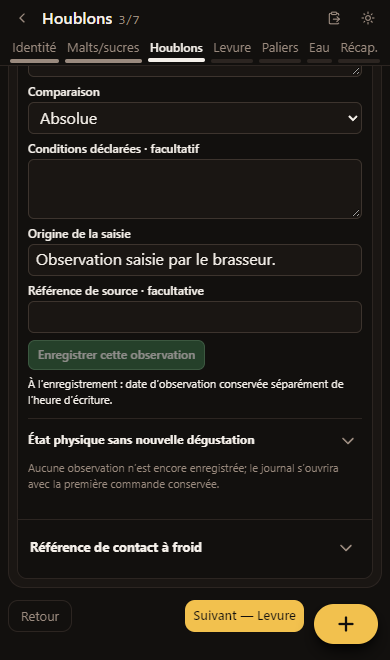 Houblons 3/7
Identité Malts/sucres Houblons Levure Paliers Eau Récap.
Comparaison
Absolue
Conditions déclarées · facultatif
Origine de la saisie
Observation saisie par le brasseur.
Référence de source · facultative
Enregistrer cette observation
À l'enregistrement : date d'observation conservée séparément de
l'heure d'écriture.
État physique sans nouvelle dégustation
Aucune observation n'est encore enregistrée; le journal s'ouvrira
avec la première commande conservée.
Référence de contact à froid
Retour
Suivant — Levure
+